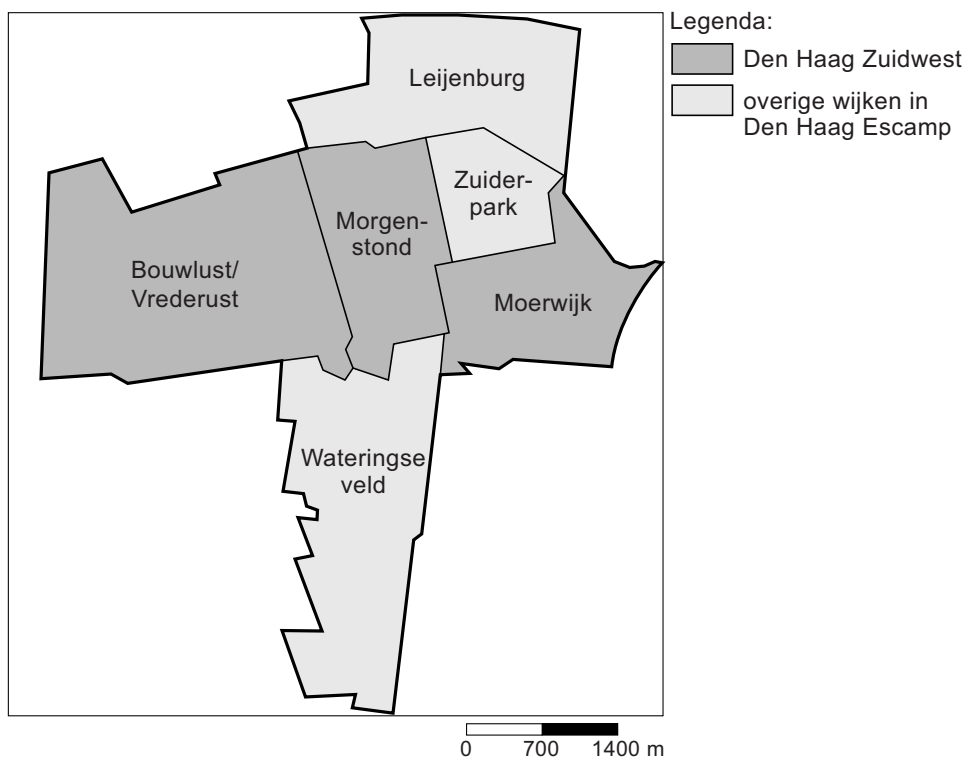 Legenda:
Den Haag Zuidwest
overige wijken in
Den Haag Escamp
Leijenburg
Zuider-
park
Morgen-
stond
Bouwlust/
Vrederust
Moerwijk
Wateringse
veld
0 700 1400 m